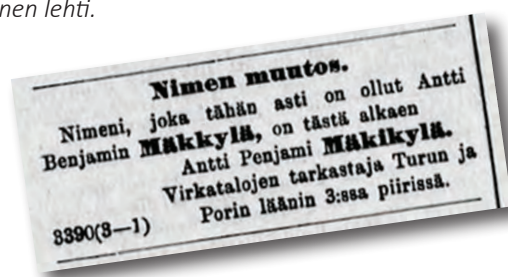 nen lehti.
Nimen muutos.
Nimeni, joka tähän asti on ollut Antti
Benjamin Mäkkylä, on tästä alkaen
Antti Penjami Mäkikylä.
Virkatalojen tarkastaja Turun ja
Porin läänin 3:ssa piirissä.
3390(3—1)